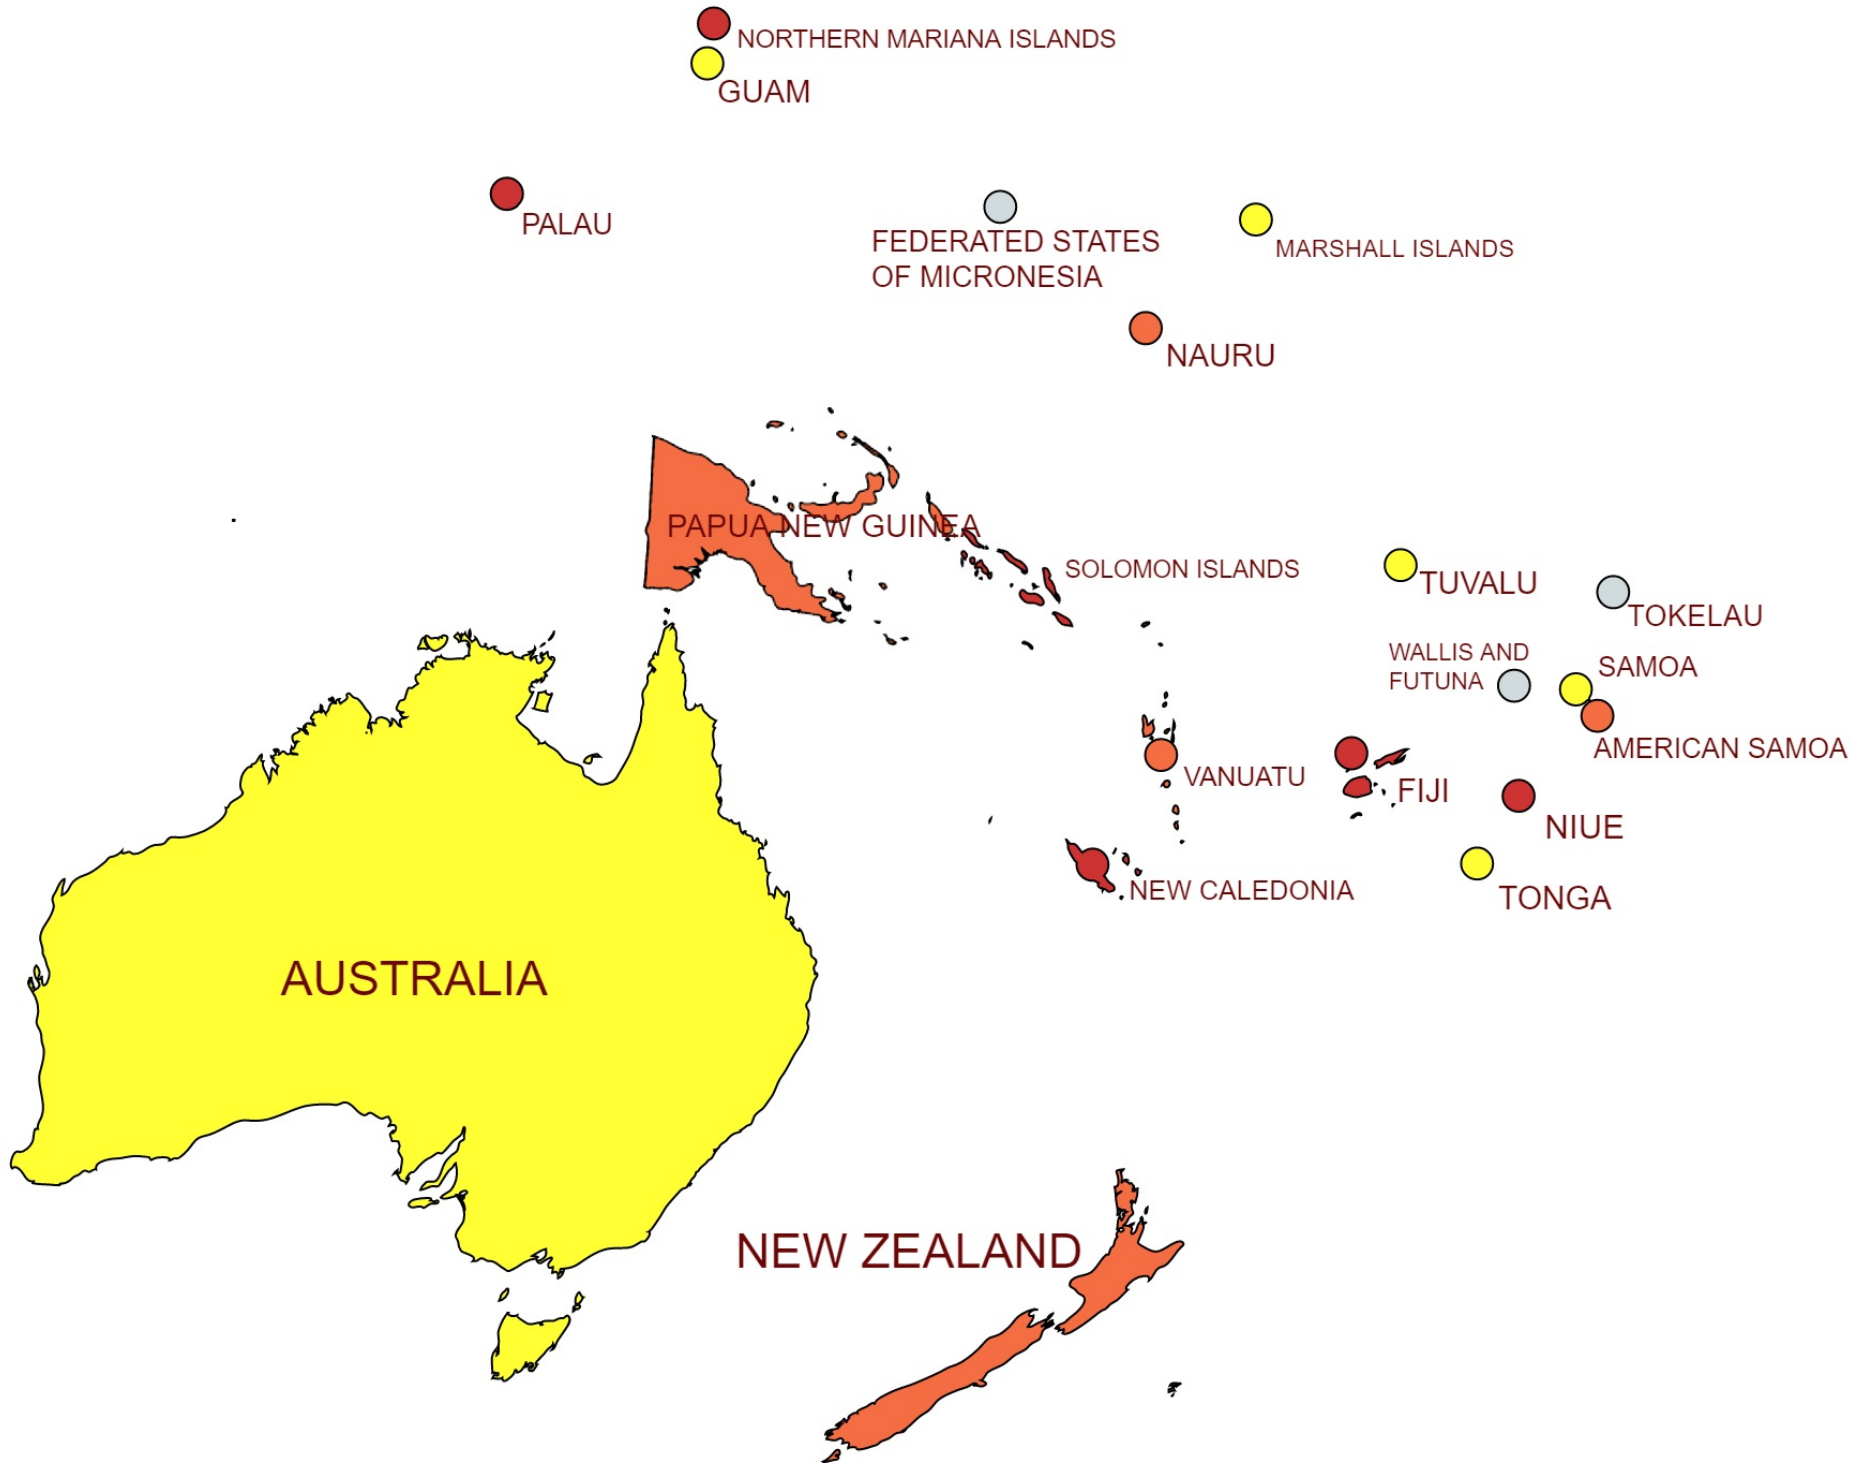 NORTHERN MARIANA ISLANDS
GUAM
PALAU
FEDERATED STATES
OF MICRONESIA
MARSHALL ISLANDS
NAURU
PAPUA NEW GUINEA
SOLOMON ISLANDS
TUVALU
TOKELAU
WALLIS AND
FUTUNA
SAMOA
AMERICAN SAMOA
VANUATU
FIJI
NIUE
NEW CALEDONIA
TONGA
AUSTRALIA
NEW ZEALAND